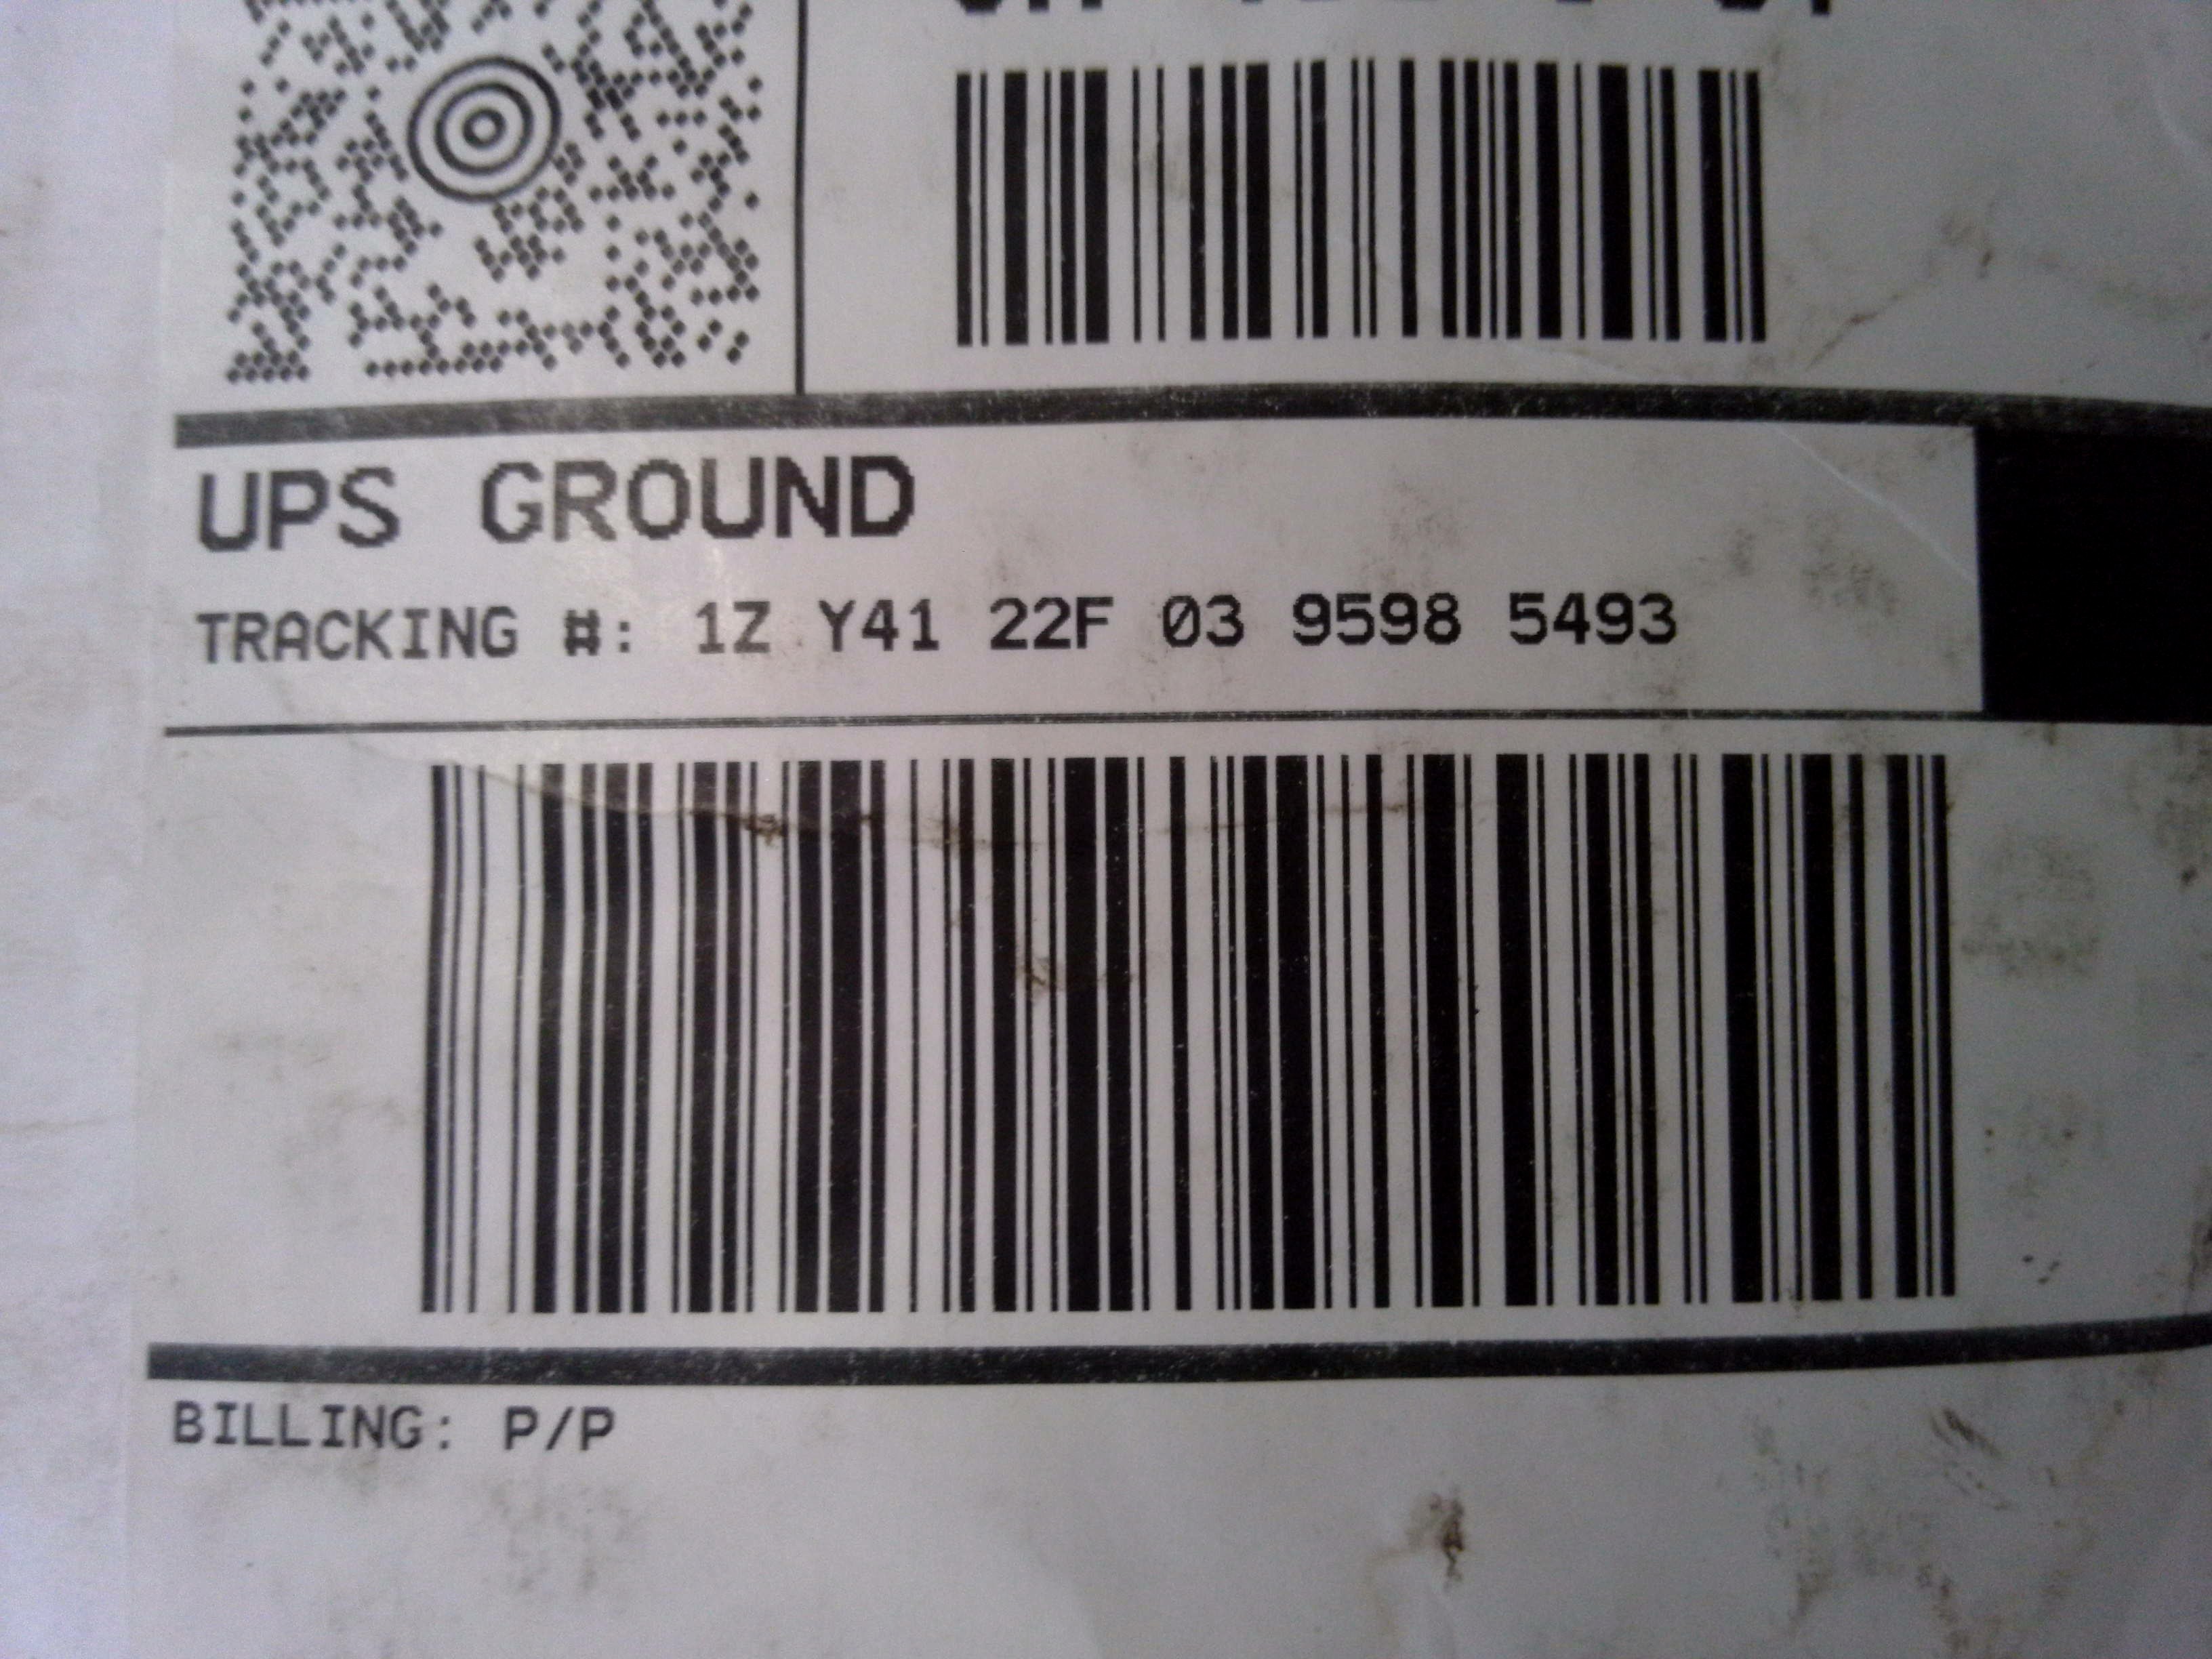 UPS GROUND
TRACKING #: 1Z Y41 22F 03 9598 5493
BILLING: P/P